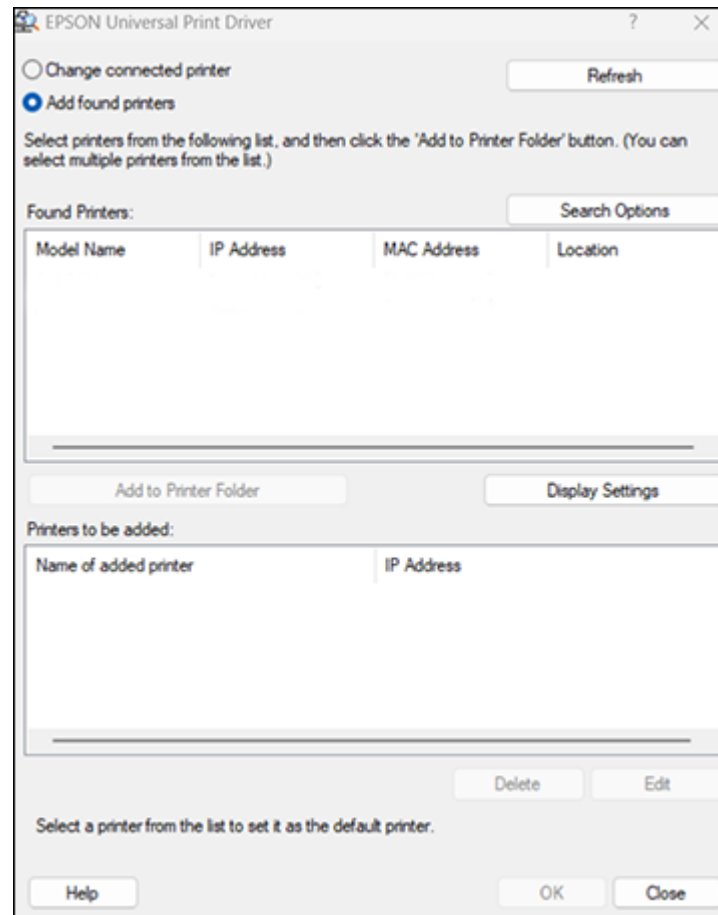 EPSON Universal Print Driver
Change connected printer
Refresh
Add found printers
Select printers from the following list, and then click the 'Add to Printer Folder' button. (You can
select multiple printers from the list.)
Found Printers:
Search Options
Model Name IP Address MAC Address Location
Add to Printer Folder
Display Settings
Printers to be added:
Name of added printer IP Address
Delete
Edit
Select a printer from the list to set it as the default printer.
Help
OK
Close